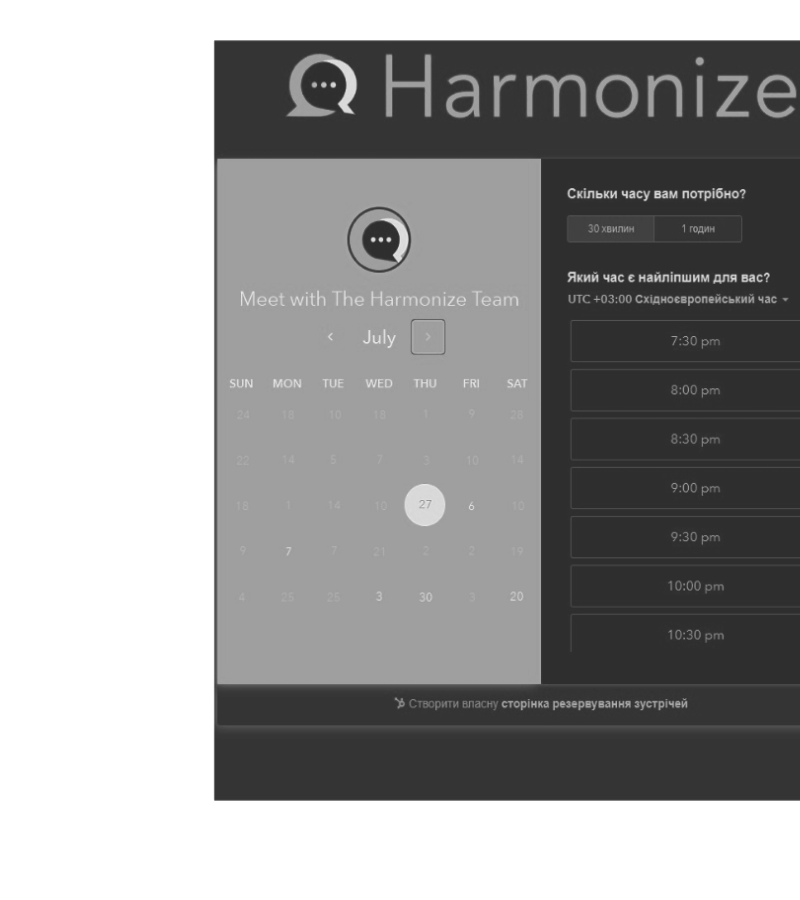 Harmonize
Meet with The Harmonize Team
July
SUN MON TUE WED THU FRI SAT
24 18 10 18 1 9 28
22 14 5 7 3 10 14
18 1 14 10 27 6 10
9 7 7 21 2 2 19
4 25 25 3 30 3 20
Скільки часу вам потрібно?
30 хвилин 1 годин
Який час є найліпшим для вас?
UTC +03:00 Східноєвропейський час
7:30 pm
8:00 pm
8:30 pm
9:00 pm
9:30 pm
10:00 pm
10:30 pm
Створити власну сторінка резервування зустрічей